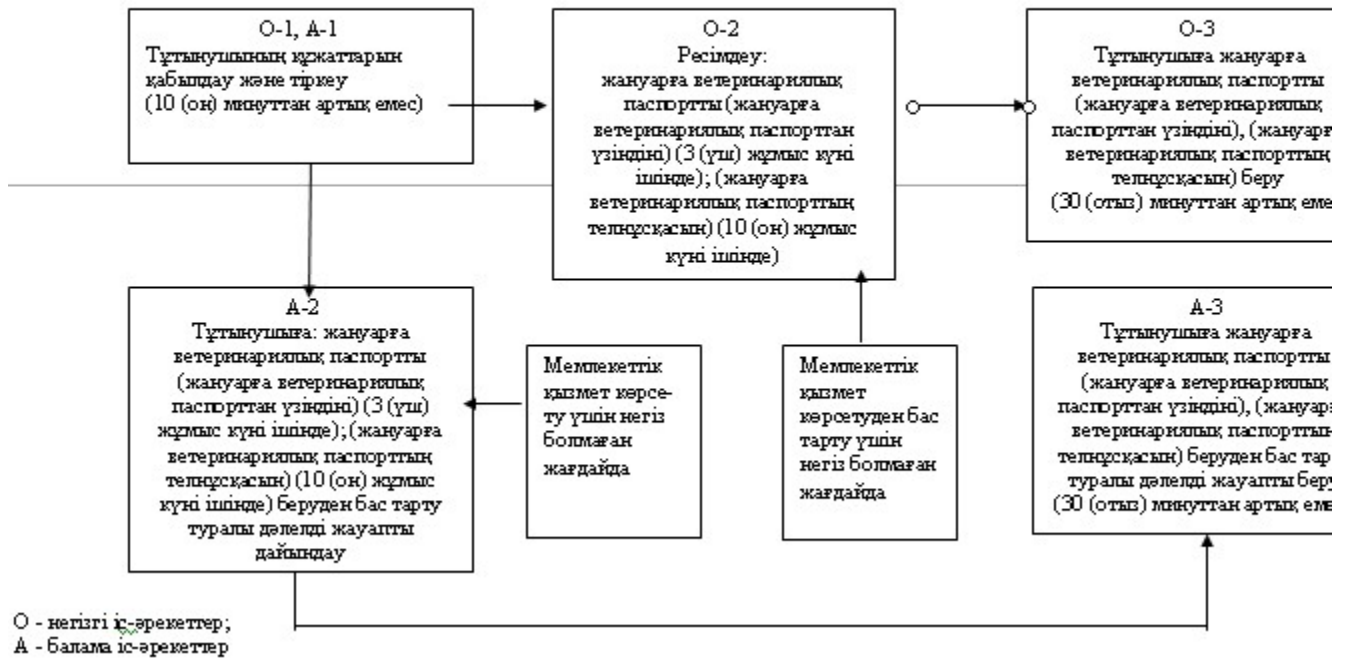 О-1, А-1
Тұтынушының құжаттарын
қабылдау және тіркеу
(10 (он) минуттан артық емес)
О-2
Ресімдеу:
жануарға ветеринариялық
паспортты (жануарға
ветеринариялық паспорттан
үзіндіні) (3 (үш) жұмыс күні
ішінде); (жануарға
ветеринариялық паспорттың
телнұсқасын) (10 (он) жұмыс
күні ішінде)
О-3
Тұтынушыға жануарға
ветеринариялық паспортты
(жануарға ветеринариялық
паспорттан үзіндіні), (жануарға
ветеринариялық паспорттың
телнұсқасын) беру
(30 (отыз) минуттан артық еме
А-2
Тұтынушыға: жануарға
ветеринариялық паспортты
(жануарға ветеринариялық
паспорттан үзіндіні) (3 (үш)
жұмыс күні ішінде); (жануарға
ветеринариялық паспорттың
телнұсқасын) (10 (он) жұмыс
күні ішінде) беруден бас тарту
туралы дәлелді жауапты
дайындау
Мемлекеттік
қызмет көрсе-
ту үшін негіз
болмаған
жағдайда
Мемлекеттік
қызмет
көрсетуден бас
тарту үшін
негіз болмаған
жағдайда
А-3
Тұтынушыға жануарға
ветеринариялық паспортты
(жануарға ветеринариялық
паспорттан үзіндіні), (жануарға
ветеринариялық паспорттың
телнұсқасын) беруден бас тар
туралы дәлелді жауапты беру
(30 (отыз) минуттан артық еме
О - негізгі іс-әрекеттер;
А - балама іс-әрекеттер